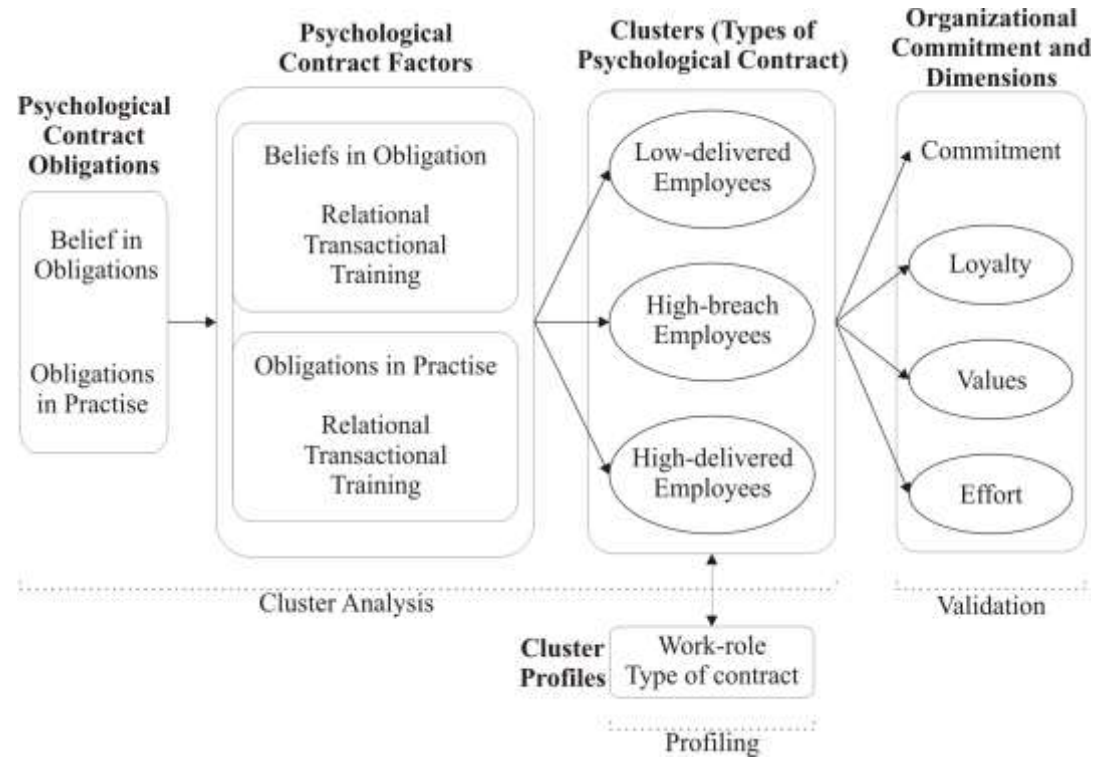 Psychological
Contract
Obligations
Belief in
Obligations
Obligations
in Practise
Psychological
Contract Factors
Beliefs in Obligation
Relational
Transactional
Training
Obligations in Practise
Relational
Transactional
Training
Clusters (Types of
Psychological Contract)
Low-delivered
Employees
High-breach
Employees
High-delivered
Employees
Organizational
Commitment and
Dimensions
Commitment
Loyalty
Values
Effort
Cluster Analysis
Validation
Cluster
Profiles
Work-role
Type of contract
Profiling